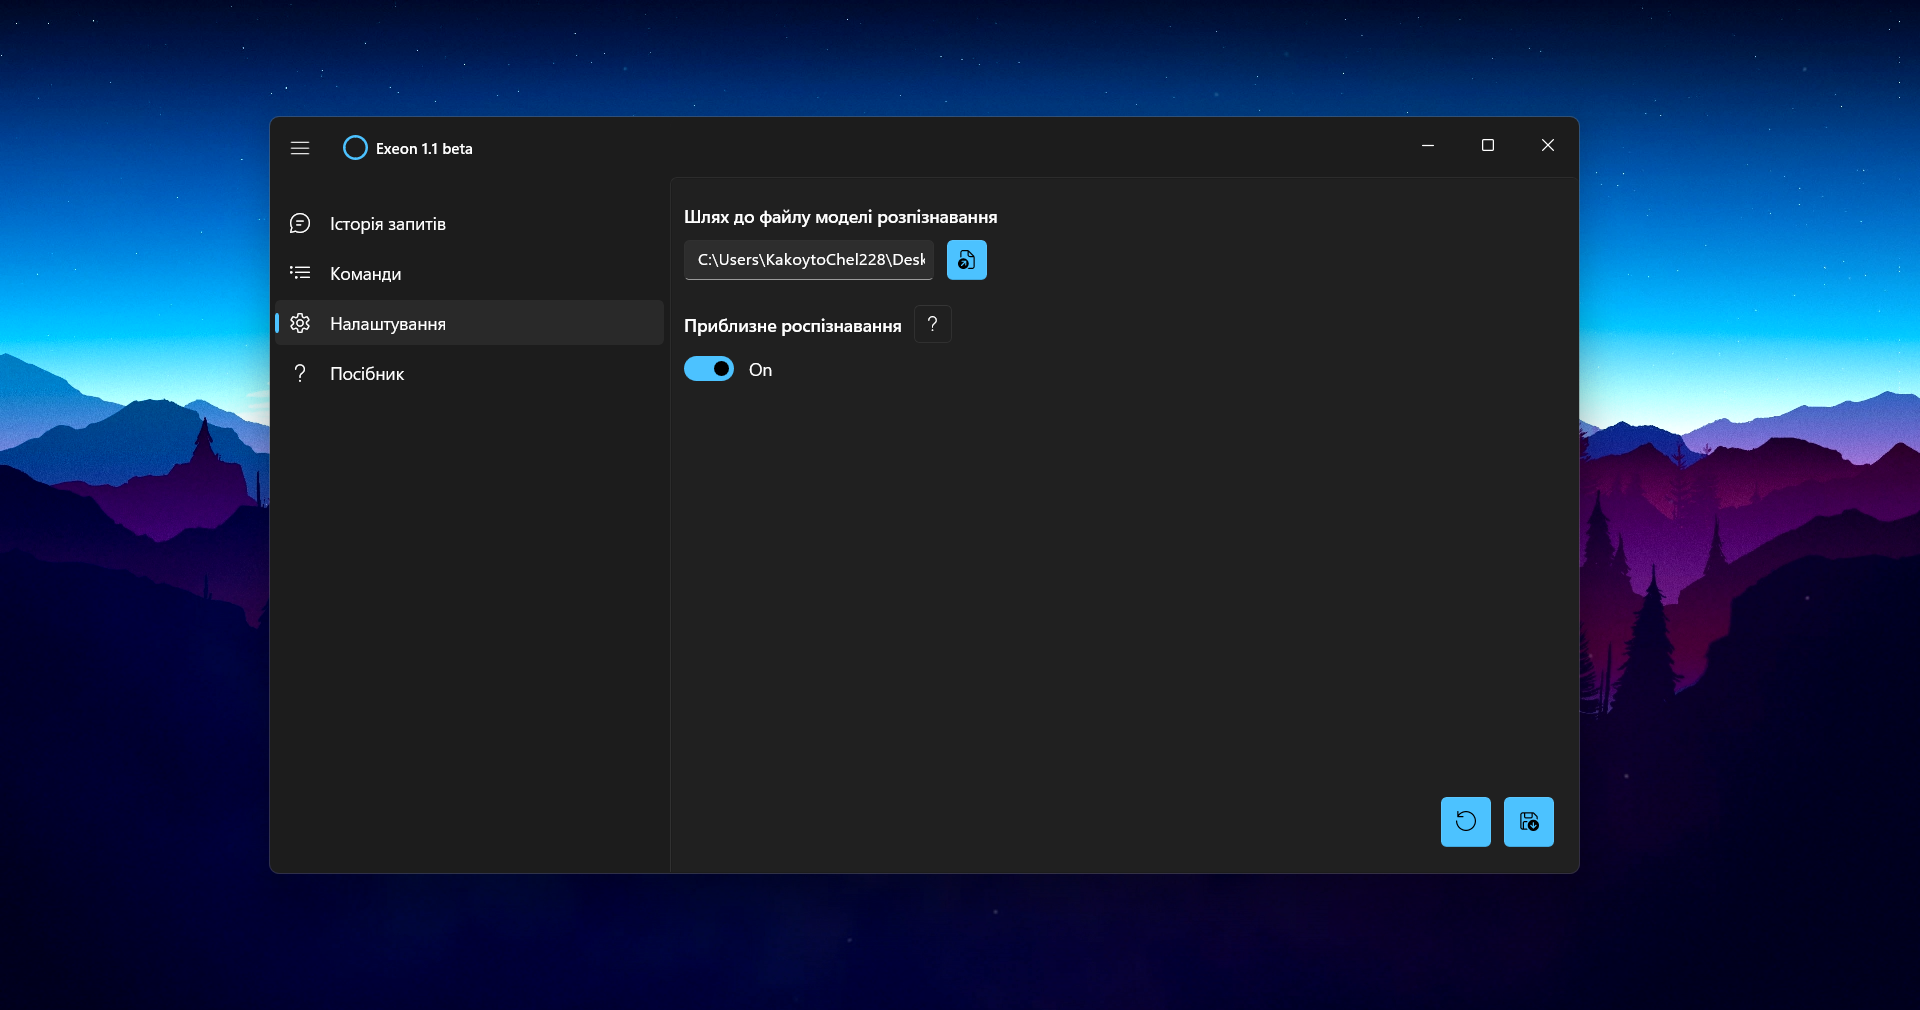 Exeon 1.1 beta
Історія запитів
Команди
Налаштування
Посібник
Шлях до файлу моделі розпізнавання
C:\Users\KakoytoChel228\Desk
Приблизне роспізнавання ?
On